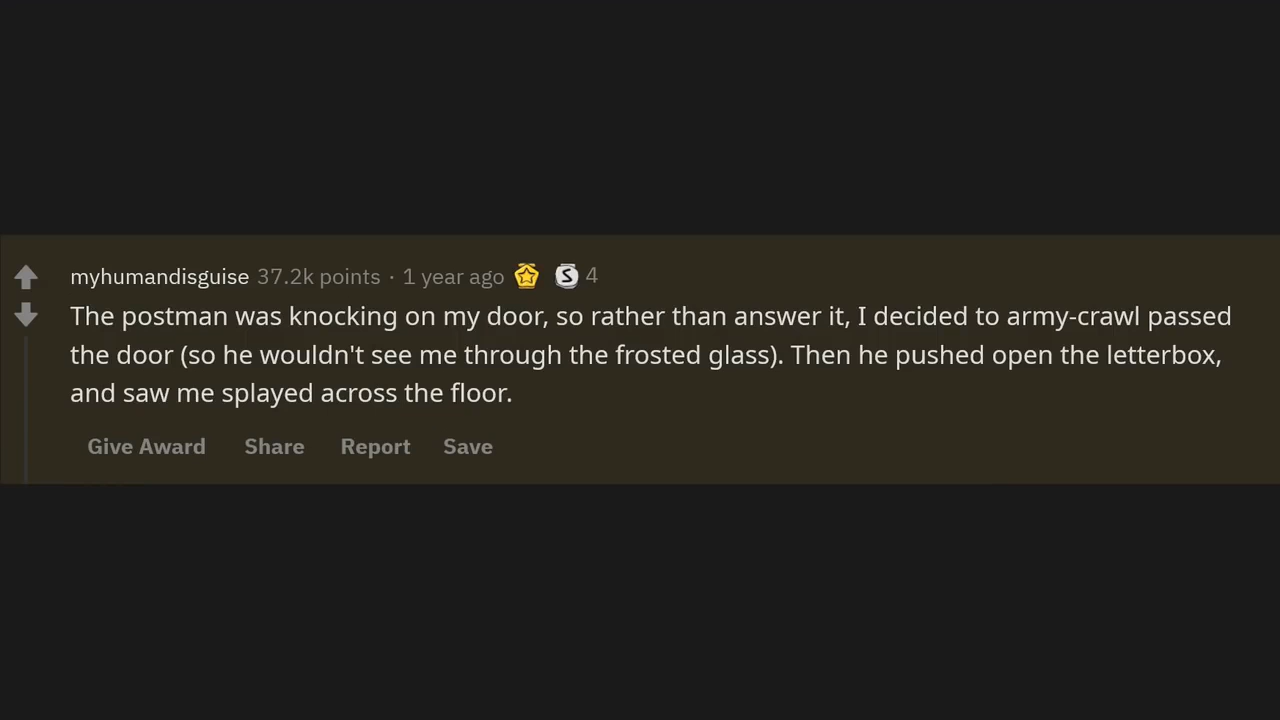 myhumandisguise 37.2k points · 1 year ago S 4
The postman was knocking on my door, so rather than answer it, I decided to army-crawl passed
the door (so he wouldn't see me through the frosted glass). Then he pushed open the letterbox,
and saw me splayed across the floor.
Give Award Share Report Save